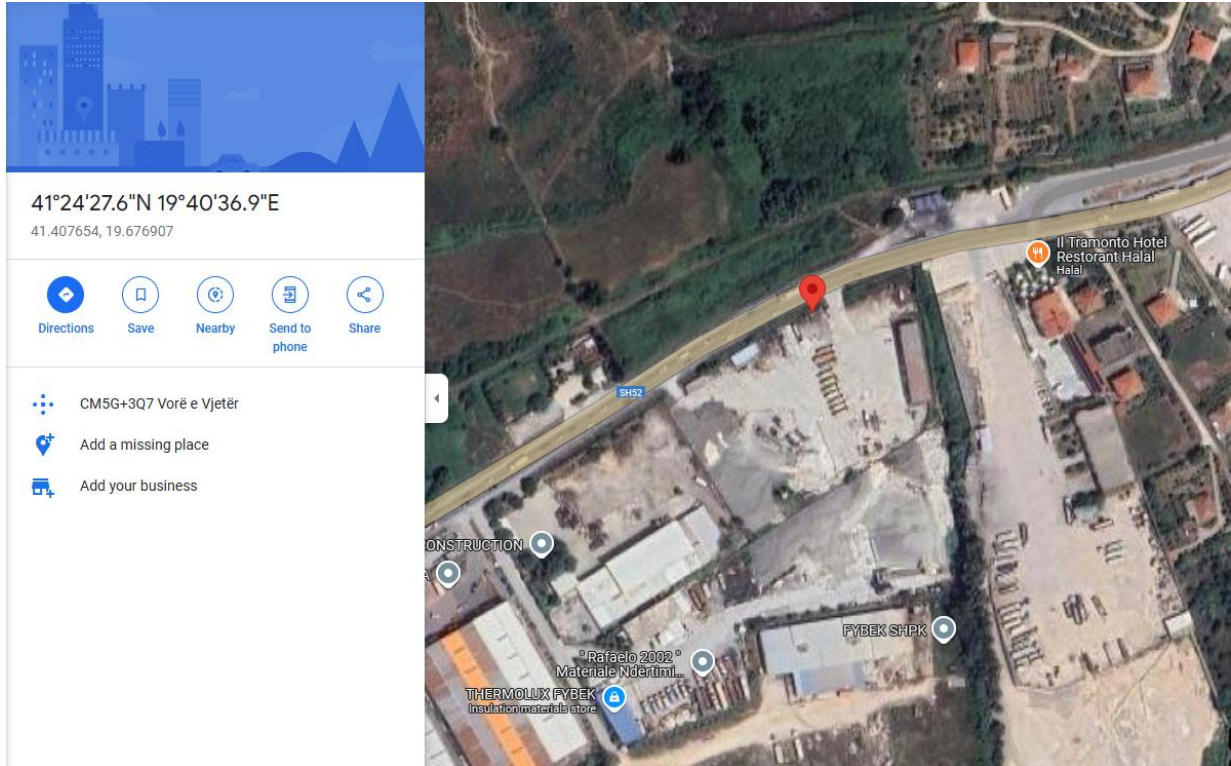 41°24'27.6"N 19°40'36.9"E
41.407654, 19.676907
Directions
Save
Nearby
Send to
phone
Share
CM5G+3Q7 Vorë e Vjetër
Add a missing place
Add your business
Il Tramonto Hotel
Restorant Halal
Halal
SH52
ONSTRUCTION
A
FYBEK SHPK
" Rafaelo 2002 "
Materiale Ndërtimi...
THERMOLUX FYBEK
Insulation materials store